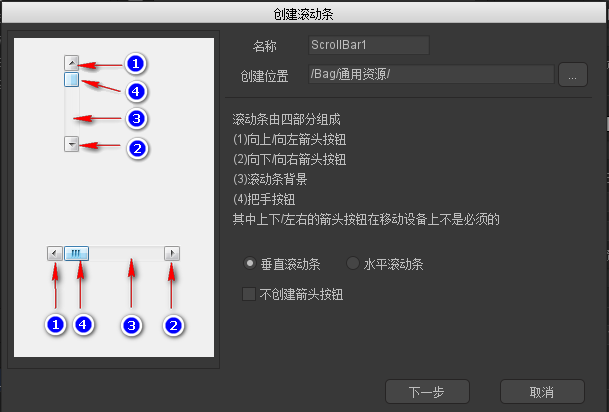 创建滚动条
名称 ScrollBar1
创建位置 /Bag/通用资源/ ...
滚动条由四部分组成
(1)向上/向左箭头按钮
(2)向下/向右箭头按钮
(3)滚动条背景
(4)把手按钮
其中上下/左右的箭头按钮在移动设备上不是必须的
垂直滚动条 水平滚动条
不创建箭头按钮
下一步 取消
1
4
3
2
1 4 3 2